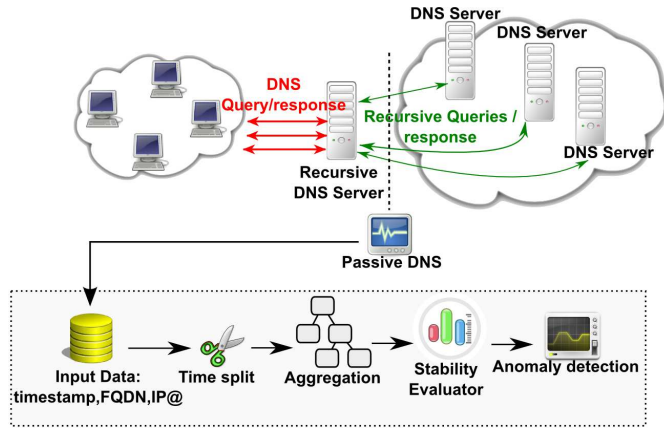 DNS Server
DNS Server
DNS
Query/response
Recursive Queries /
response
DNS Server
Recursive
DNS Server
Passive DNS
Input Data:
timestamp,FQDN,IP@
Time split
Aggregation
Stability
Evaluator
Anomaly detection